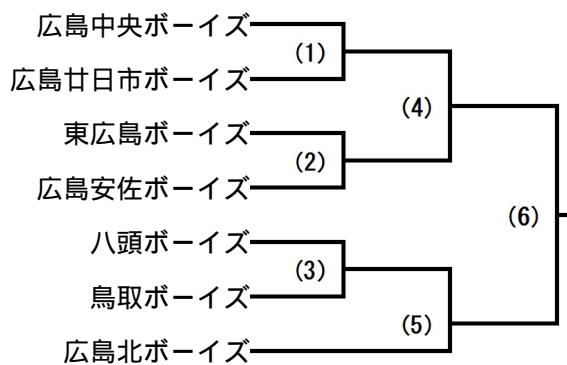 広島中央ボーイズ
(1)
広島廿日市ボーイズ
(4)
東広島ボーイズ
(2)
広島安佐ボーイズ
(6)
八頭ボーイズ
(3)
鳥取ボーイズ
(5)
広島北ボーイズ